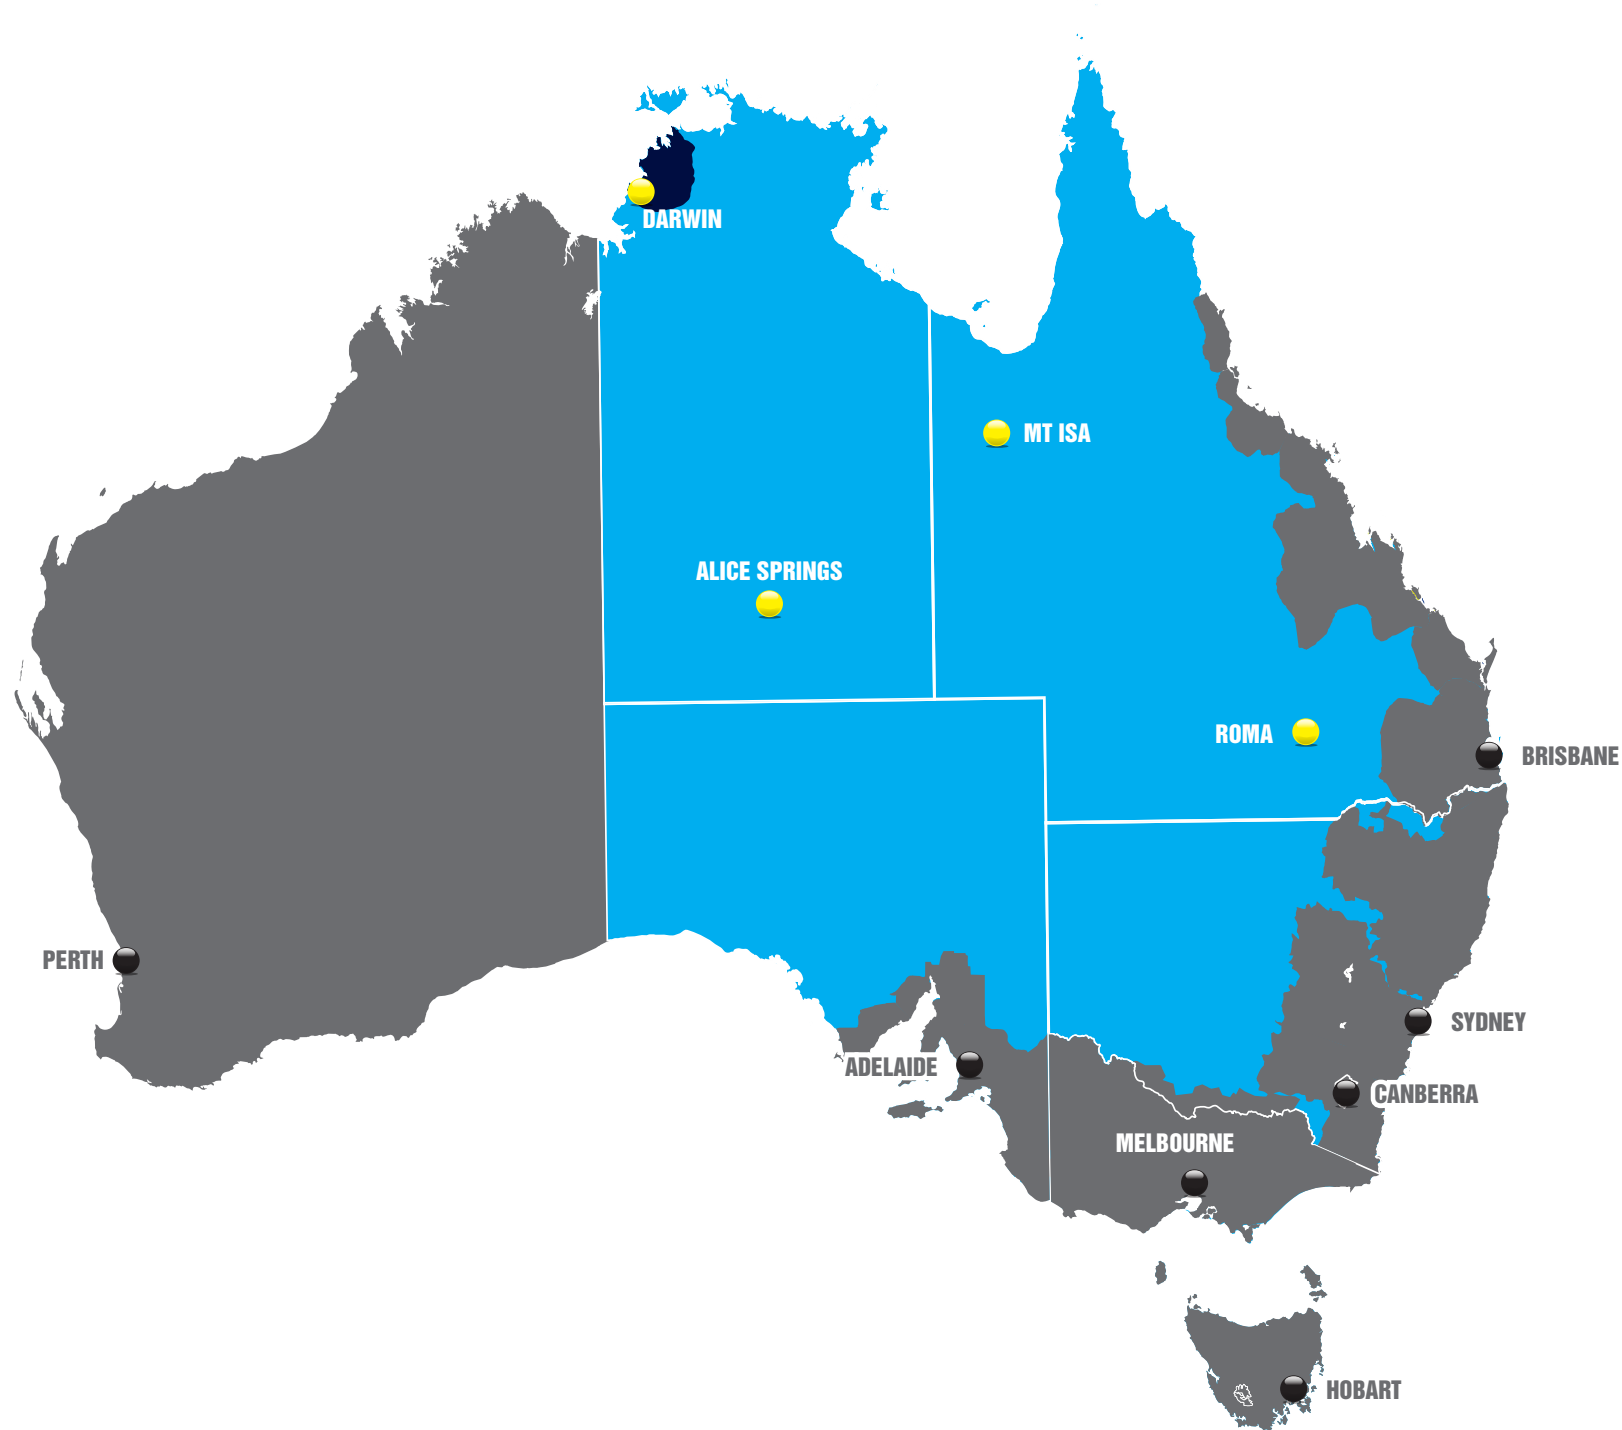 DARWIN
MT ISA
ALICE SPRINGS
ROMA
BRISBANE
PERTH
SYDNEY
ADELAIDE
CANBERRA
MELBOURNE
HOBART